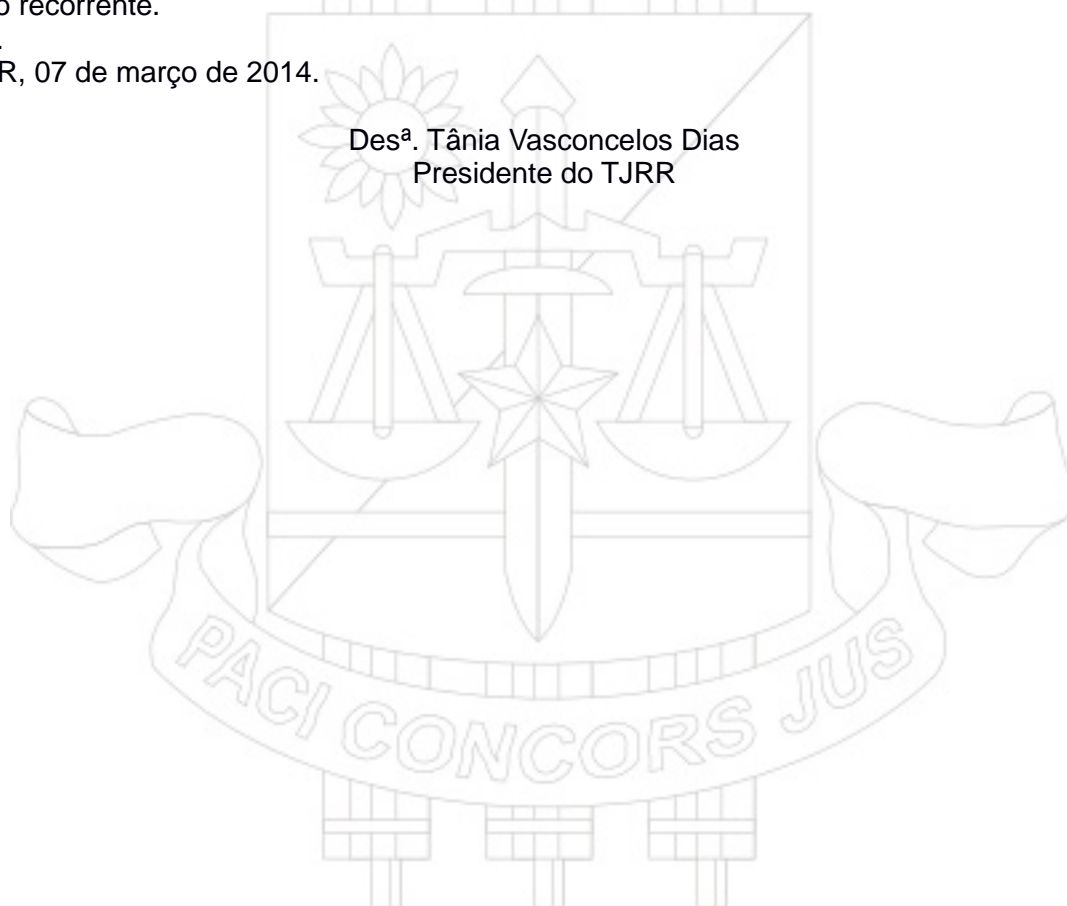 o recorrente.
.
R, 07 de março de 2014.
Desª. Tânia Vasconcelos Dias
Presidente do TJRR
PACI CONCORS JUS